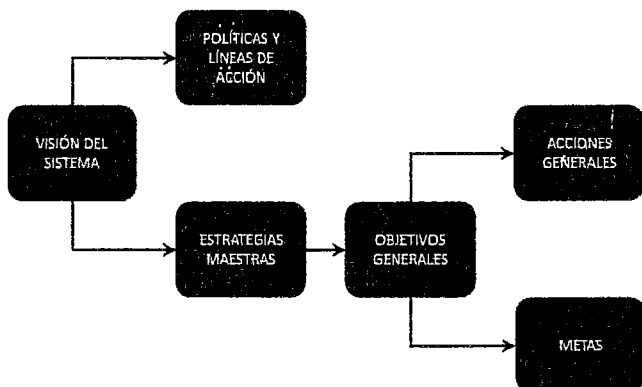 POLÍTICAS Y
LÍNEAS DE
ACCIÓN
VISIÓN DEL
SISTEMA
ACCIONES
GENERALES
ESTRATEGIAS
MAESTRAS
OBJETIVOS
GENERALES
METAS